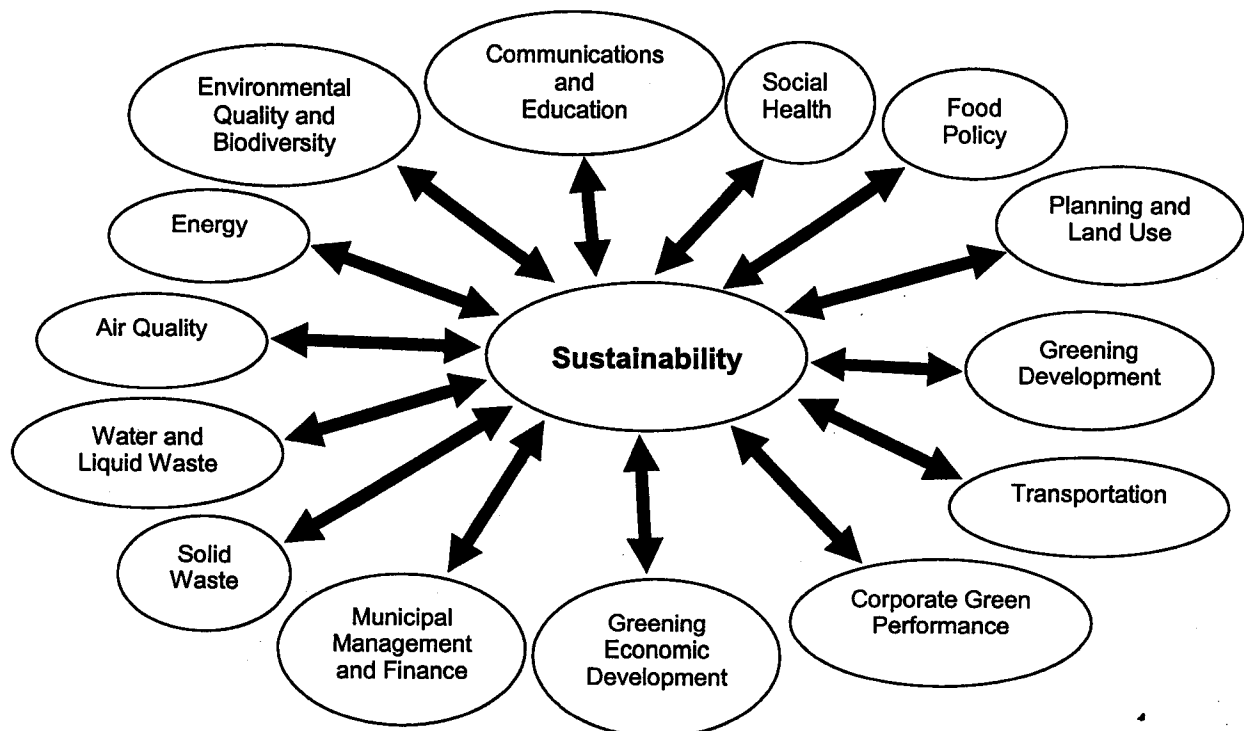 Communications
and
Education
Social
Health
Food
Policy
Environmental
Quality and
Biodiversity
Planning and
Land Use
Energy
Air Quality
Sustainability
Greening
Development
Water and
Liquid Waste
Transportation
Solid
Waste
Corporate Green
Performance
Municipal
Management
and Finance
Greening
Economic
Development